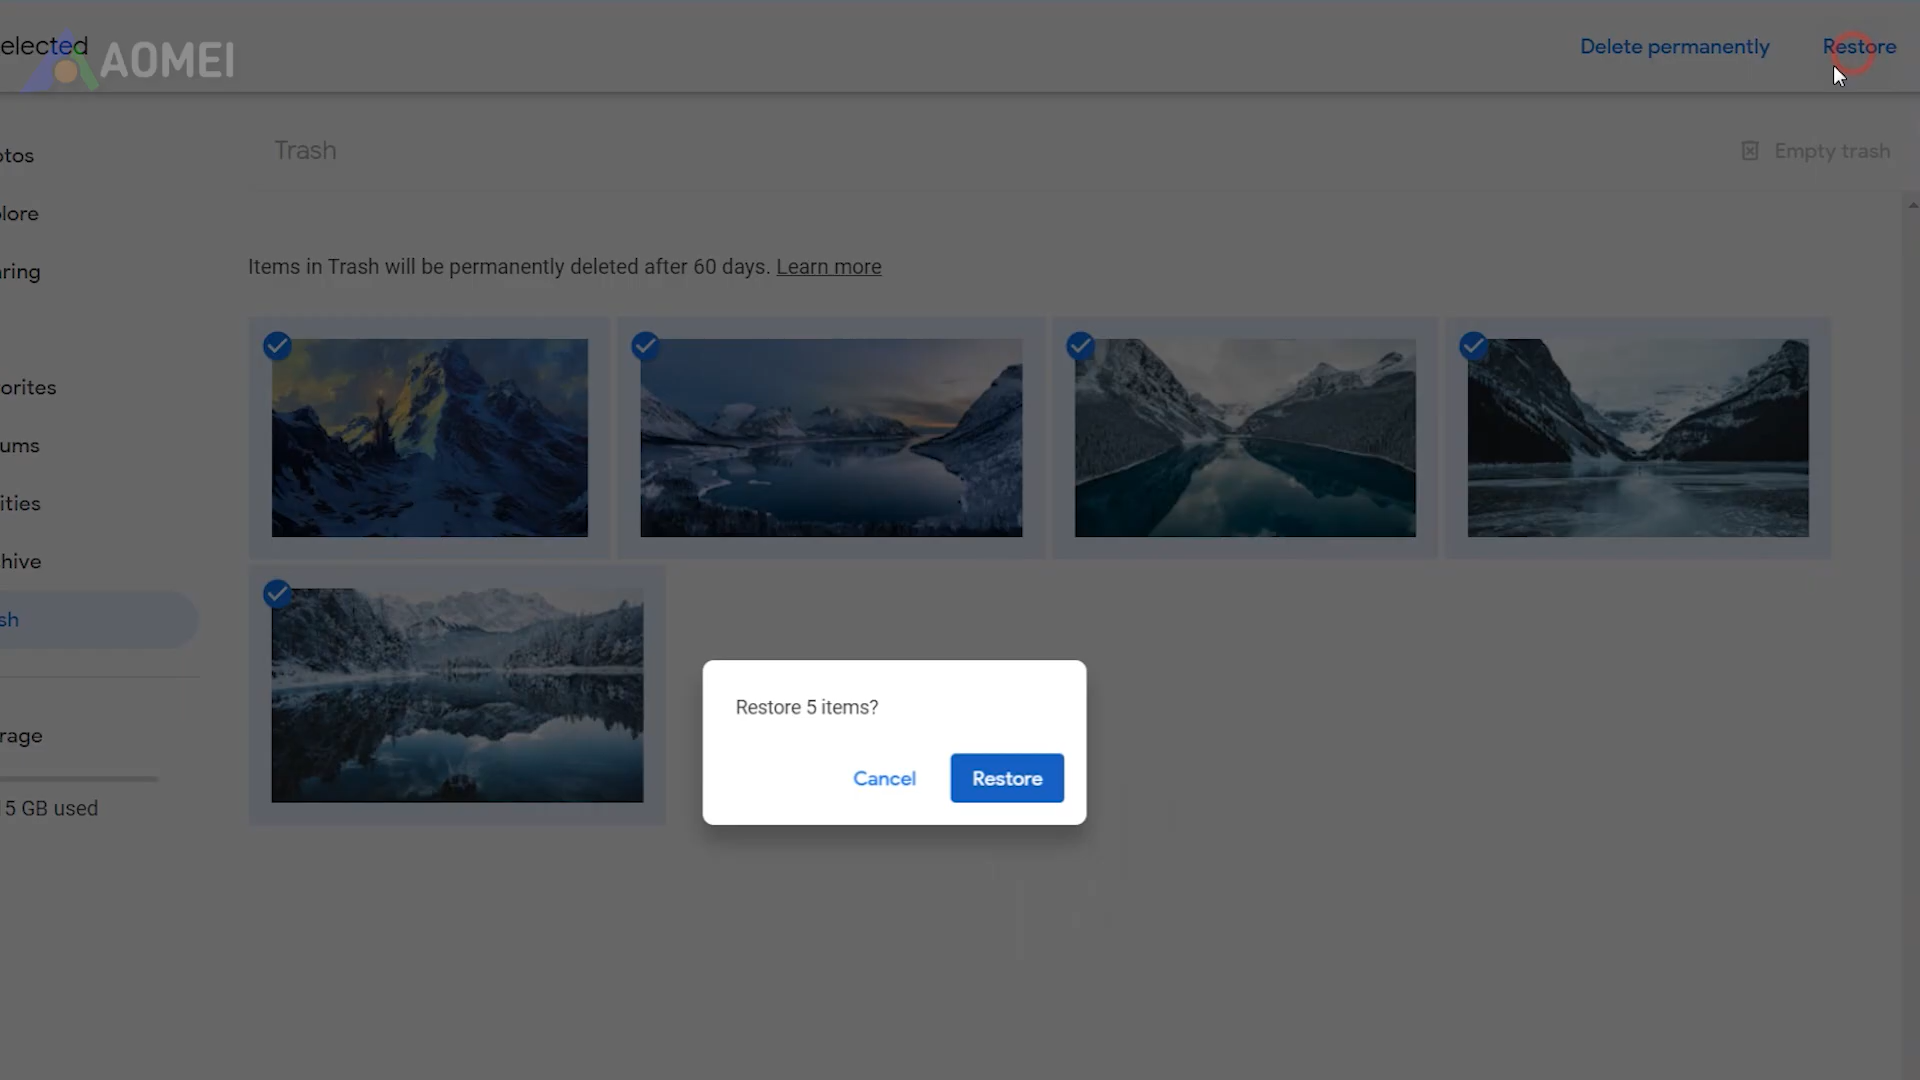 elected
AOMEI
Delete permanently
Restore
otos
Trash
Empty trash
lore
ring
Items in Trash will be permanently deleted after 60 days. Learn more
orites
ums
ities
hive
sh
Restore 5 items?
rage
Cancel
Restore
5 GB used